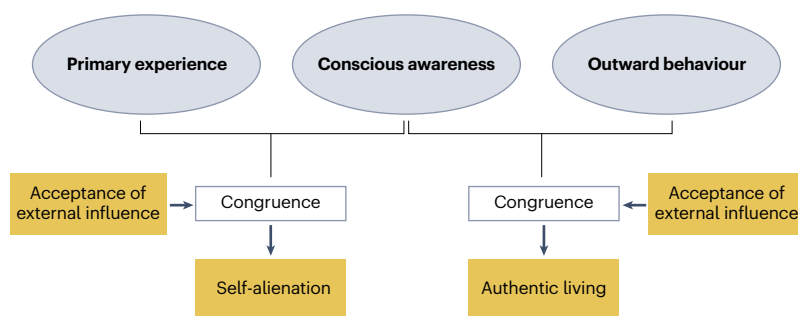 Primary experience
Conscious awareness
Outward behaviour
Acceptance of
external influence
Congruence
Congruence
Acceptance of
external influence
Self-alienation
Authentic living